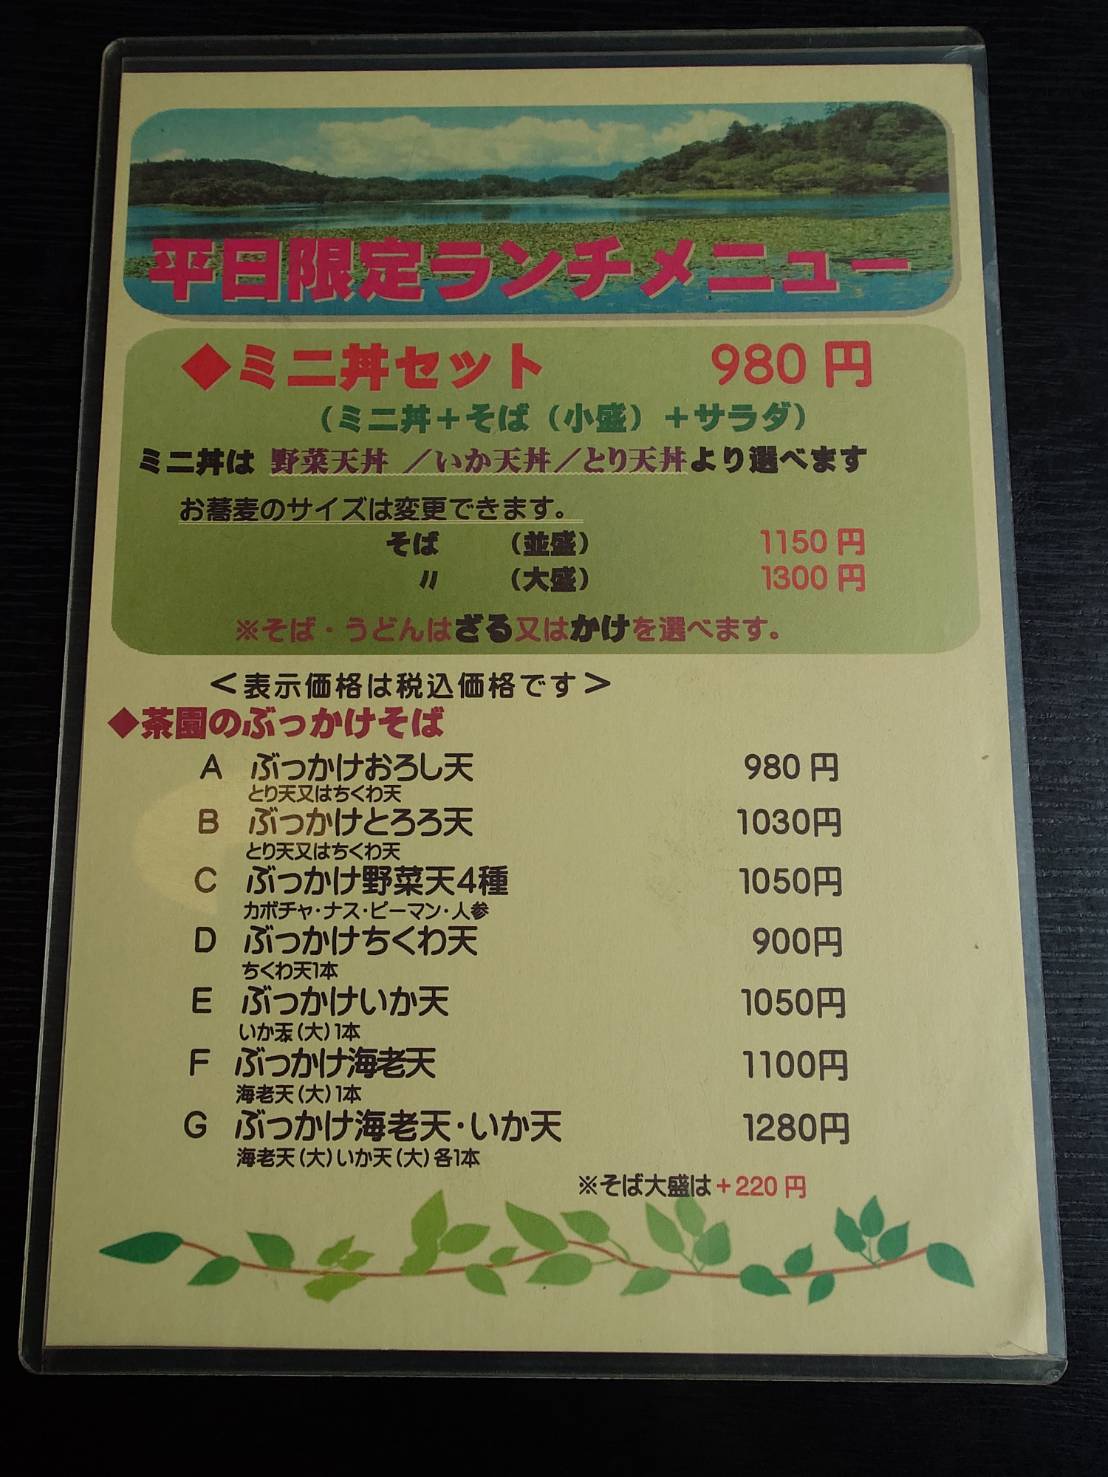 平日限定ランチメニュー
◆ミニ丼セット 980円
（ミニ丼＋そば（小盛）＋サラダ）
ミニ丼は 野菜天丼 ／いか天丼／とり天丼より選べます
お蕎麦のサイズは変更できます。
そば （並盛） 1150円
〃 （大盛） 1300円
※そば・うどんはざる又はかけを選べます。
＜表示価格は税込価格です＞
◆茶園のぶっかけそば
A ぶっかけおろし天 980円
とり天又はちくわ天
B ぶっかけとろろ天 1030円
とり天又はちくわ天
C ぶっかけ野菜天4種 1050円
カボチャ・ナス・ピーマン・人参
D ぶっかけちくわ天 900円
ちくわ天1本
E ぶっかけいか天 1050円
いか天（大）1本
F ぶっかけ海老天 1100円
海老天（大）1本
G ぶっかけ海老天・いか天 1280円
海老天（大）いか天（大）各1本
※そば大盛は＋220円